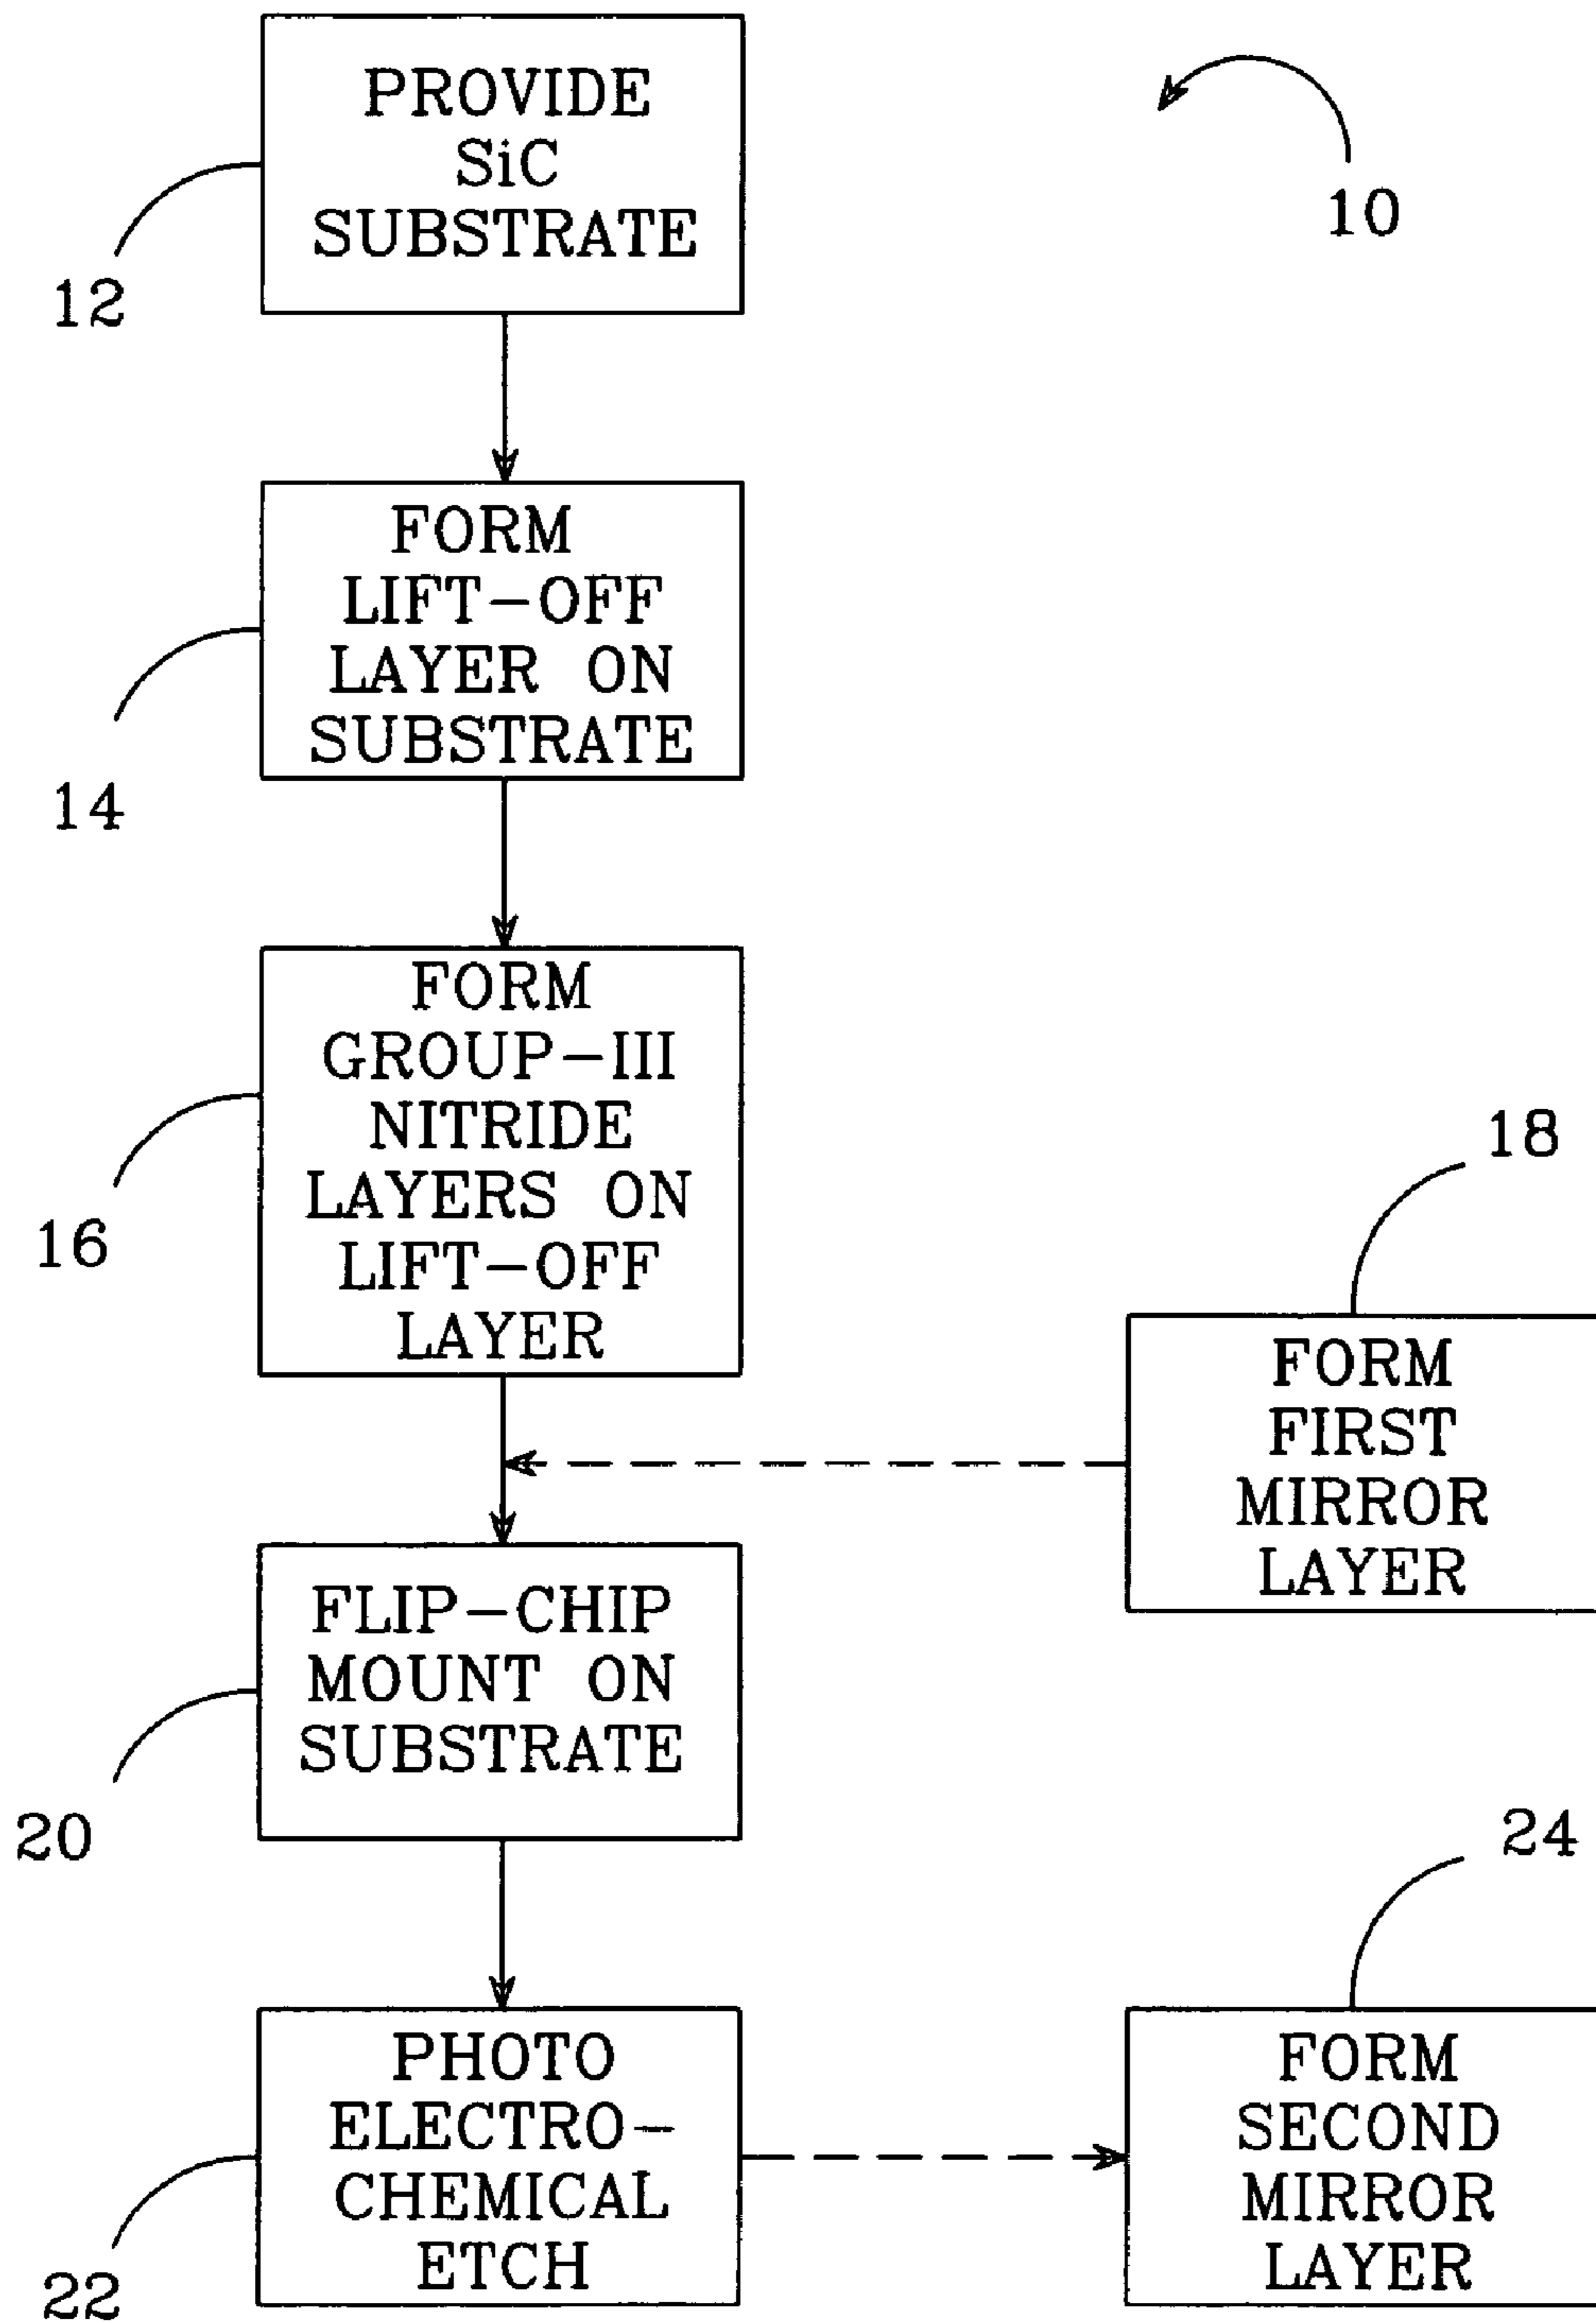 PROVIDE
SiC
SUBSTRATE
10
12
FORM
LIFT-OFF
LAYER ON
SUBSTRATE
14
FORM
GROUP-III
NITRIDE
LAYERS ON
LIFT-OFF
LAYER
16
18
FORM
FIRST
MIRROR
LAYER
FLIP-CHIP
MOUNT ON
SUBSTRATE
20
24
PHOTO
ELECTRO-
CHEMICAL
ETCH
22
FORM
SECOND
MIRROR
LAYER